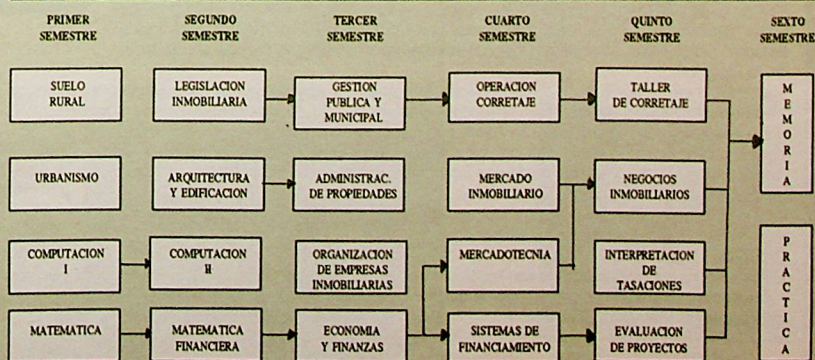 PRIMER
SEMESTRE
SEGUNDO
SEMESTRE
TERCER
SEMESTRE
CUARTO
SEMESTRE
QUINTO
SEMESTRE
SEXTO
SEMESTRE
SUELO
RURAL
LEGISLACION
INMOBILIARIA
GESTION
PUBLICA Y
MUNICIPAL
OPERACION
CORRETAJE
TALLER
DE CORRETAJE
MEMORIA
URBANISMO
ARQUITECTURA
Y EDIFICACION
ADMINISTRAC.
DE PROPIEDADES
MERCADO
INMOBILIARIO
NEGOCIOS
INMOBILIARIOS
COMPUTACION
I
COMPUTACION
II
ORGANIZACION
DE EMPRESAS
INMOBILIARIAS
MERCADOTECNIA
INTERPRETACION
DE
TASACIONES
PRACTICA
MATEMATICA
MATEMATICA
FINANCIERA
ECONOMIA
Y FINANZAS
SISTEMAS DE
FINANCIAMIENTO
EVALUACION
DE PROYECTOS